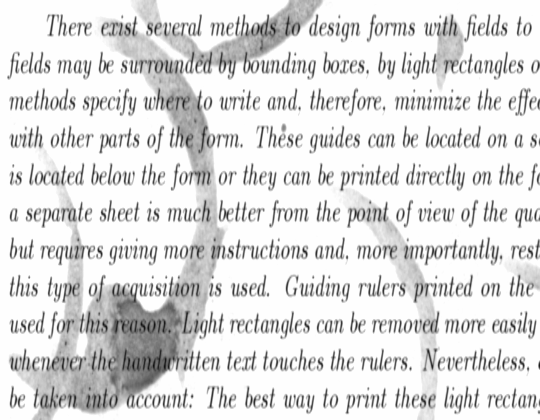 There exist several methods to design forms with fields to
fields may be surrounded by bounding boxes, by light rectangles o
methods specify where to write and, therefore, minimize the effe
with other parts of the form. These guides can be located on a s
is located below the form or they can be printed directly on the fo
a separate sheet is much better from the point of view of the qua
but requires giving more instructions and, more importantly, rest
this type of acquisition is used. Guiding rulers printed on the
used for this reason. Light rectangles can be removed more easily
whenever the handwritten text touches the rulers. Nevertheless,
be taken into account: The best way to print these light rectan